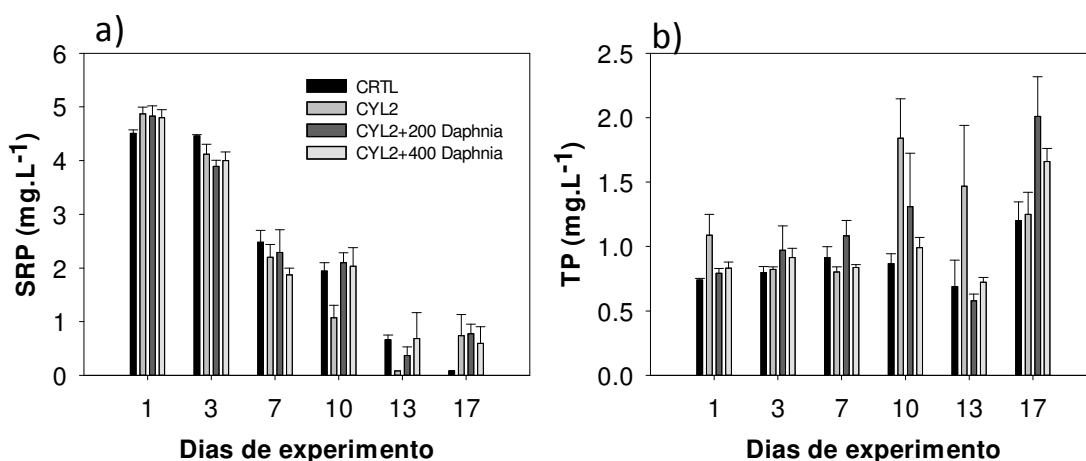 a)
SRP (mg.L-1)
6
5
4
3
2
1
0
CRTL
CYL2
CYL2+200 Daphnia
CYL2+400 Daphnia
1 3 7 10 13 17
Dias de experimento
b)
TP (mg.L-1)
2.5
2.0
1.5
1.0
0.5
0.0
1 3 7 10 13 17
Dias de experimento